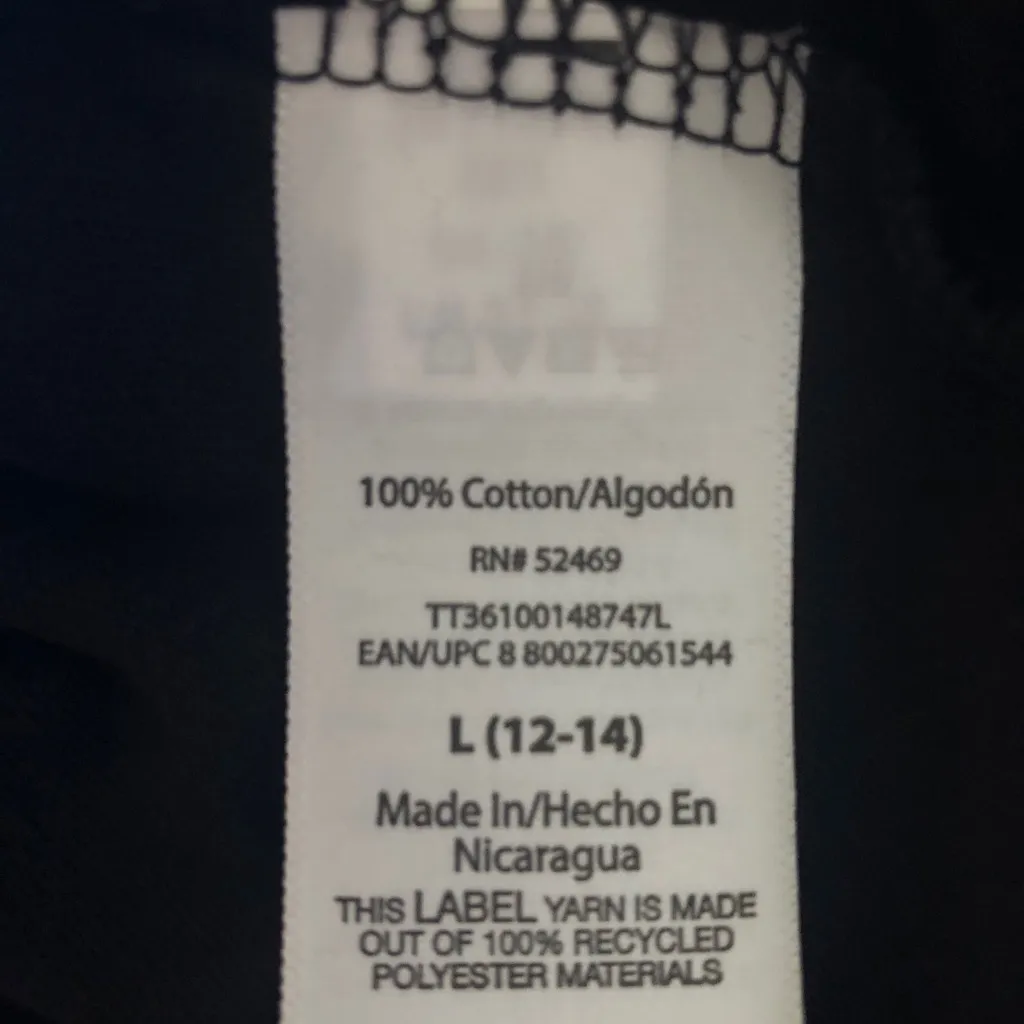 100% Cotton/Algodón
RN# 52469
TT36100148747L
EAN/UPC 8 800275061544
L (12-14)
Made In/Hecho En
Nicaragua
THIS LABEL YARN IS MADE
OUT OF 100% RECYCLED
POLYESTER MATERIALS